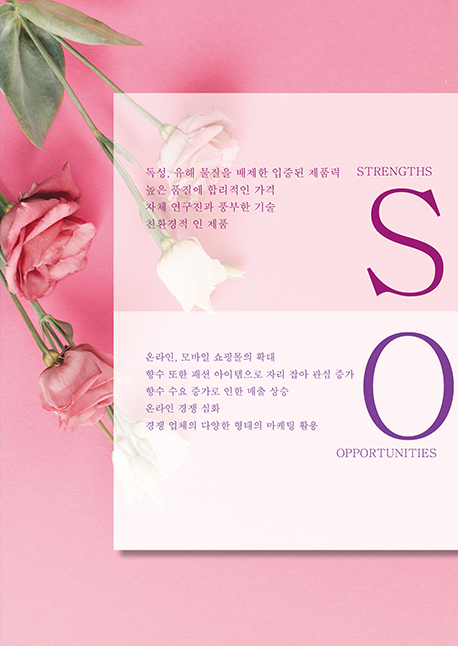 독성, 유해 물질을 배제한 입증된 제품력
높은 품질에 합리적인 가격
자체 연구진과 풍부한 기술
친환경적 인 제품
STRENGTHS
S
온라인, 모바일 쇼핑몰의 확대
향수 또한 패션 아이템으로 자리 잡아 관심 증가
향수 수요 증가로 인한 매출 상승
온라인 경쟁 심화
경쟁 업체의 다양한 형태의 마케팅 활용
O
OPPORTUNITIES